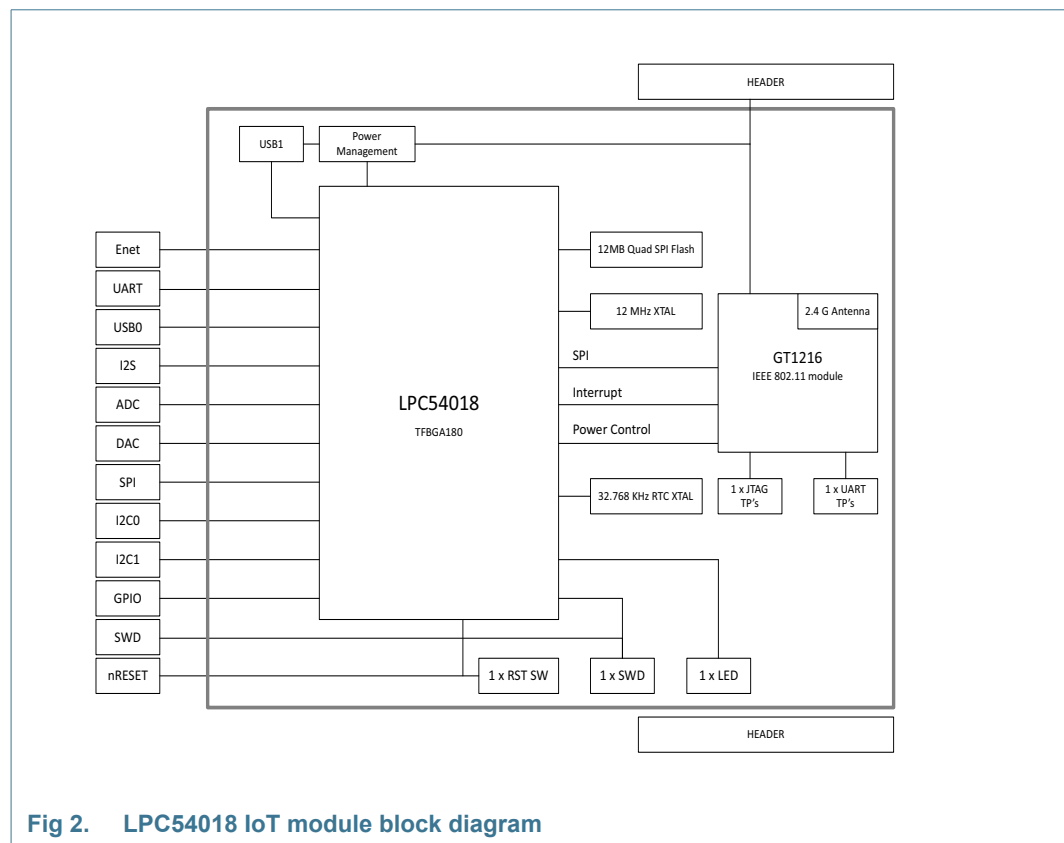 HEADER
USB1
Power
Management
Enet
UART
USB0
I2S
ADC
DAC
SPI
I2C0
I2C1
GPIO
SWD
nRESET
LPC54018
TFBGA180
12MB Quad SPI Flash
12 MHz XTAL
SPI
Interrupt
Power Control
32.768 KHz RTC XTAL
2.4 G Antenna
GT1216
IEEE 802.11 module
1 x JTAG
TP's
1 x UART
TP's
1 x RST SW
1 x SWD
1 x LED
HEADER
Fig 2. LPC54018 IoT module block diagram